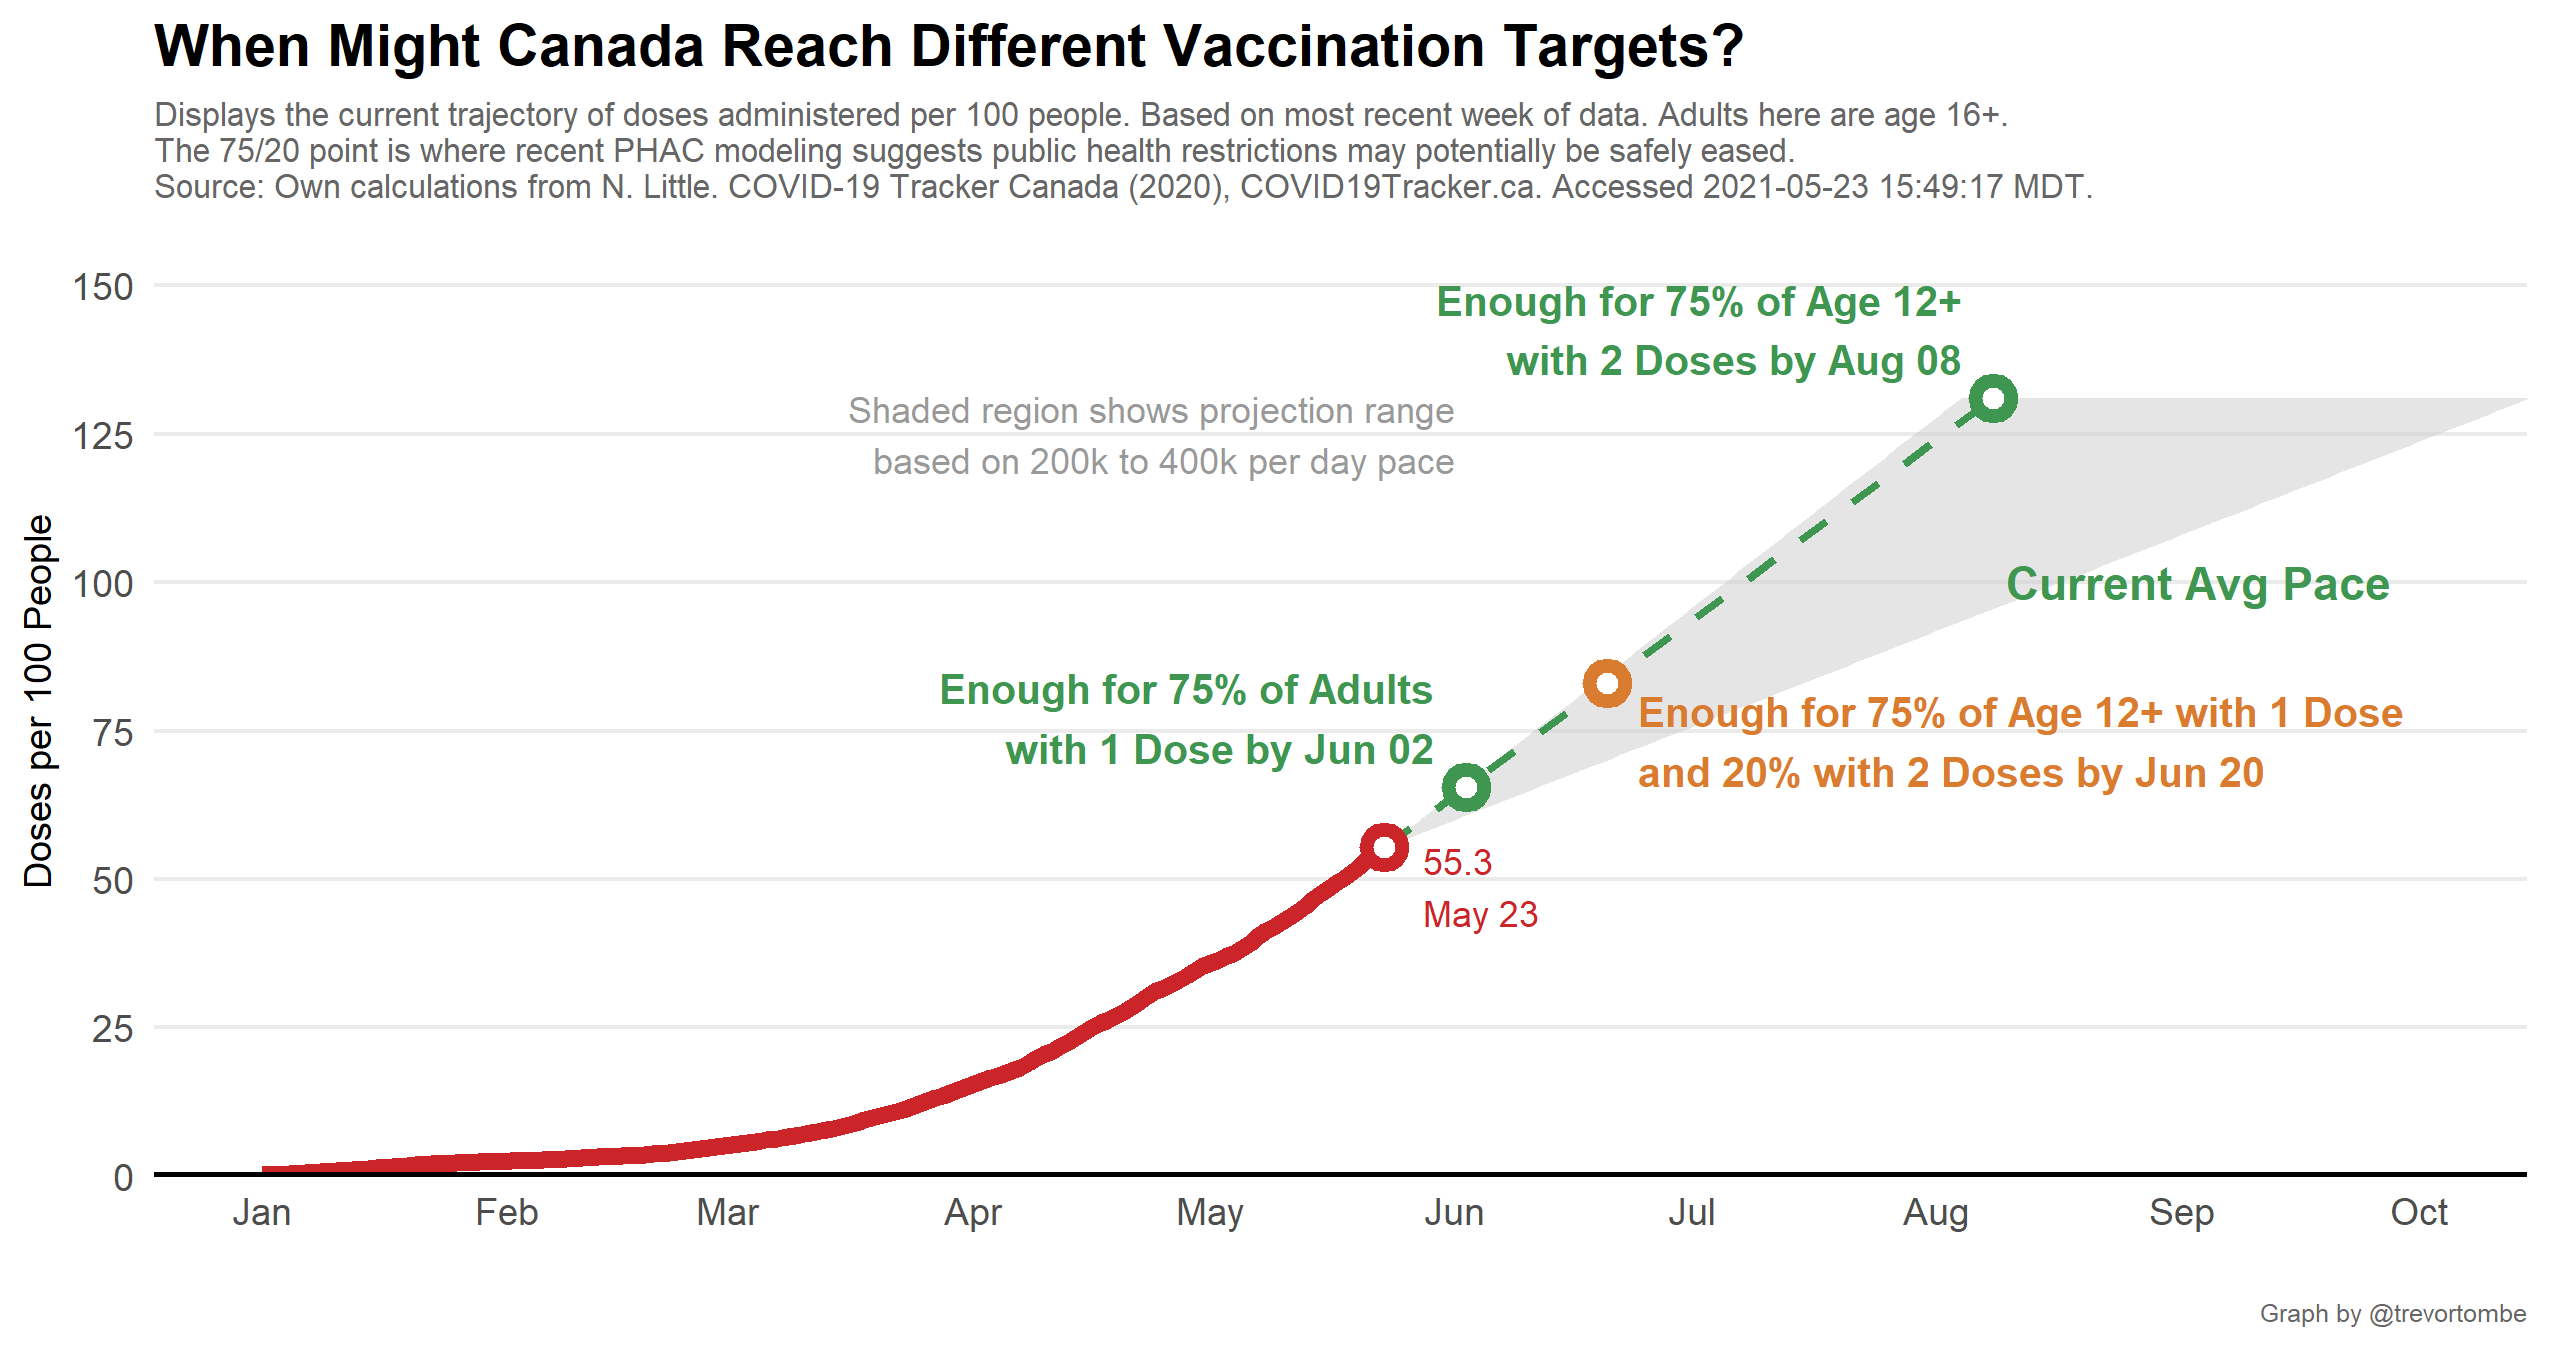 When Might Canada Reach Different Vaccination Targets?
Displays the current trajectory of doses administered per 100 people. Based on most recent week of data. Adults here are age 16+.
The 75/20 point is where recent PHAC modeling suggests public health restrictions may potentially be safely eased.
Source: Own calculations from N. Little. COVID-19 Tracker Canada (2020), COVID19Tracker.ca. Accessed 2021-05-23 15:49:17 MDT.
Doses per 100 People
150
125
100
75
50
25
0
Enough for 75% of Age 12+
with 2 Doses by Aug 08
Shaded region shows projection range
based on 200k to 400k per day pace
Current Avg Pace
Enough for 75% of Adults
with 1 Dose by Jun 02
Enough for 75% of Age 12+ with 1 Dose
and 20% with 2 Doses by Jun 20
55.3
May 23
Jan
Feb
Mar
Apr
May
Jun
Jul
Aug
Sep
Oct
Graph by @trevortombe